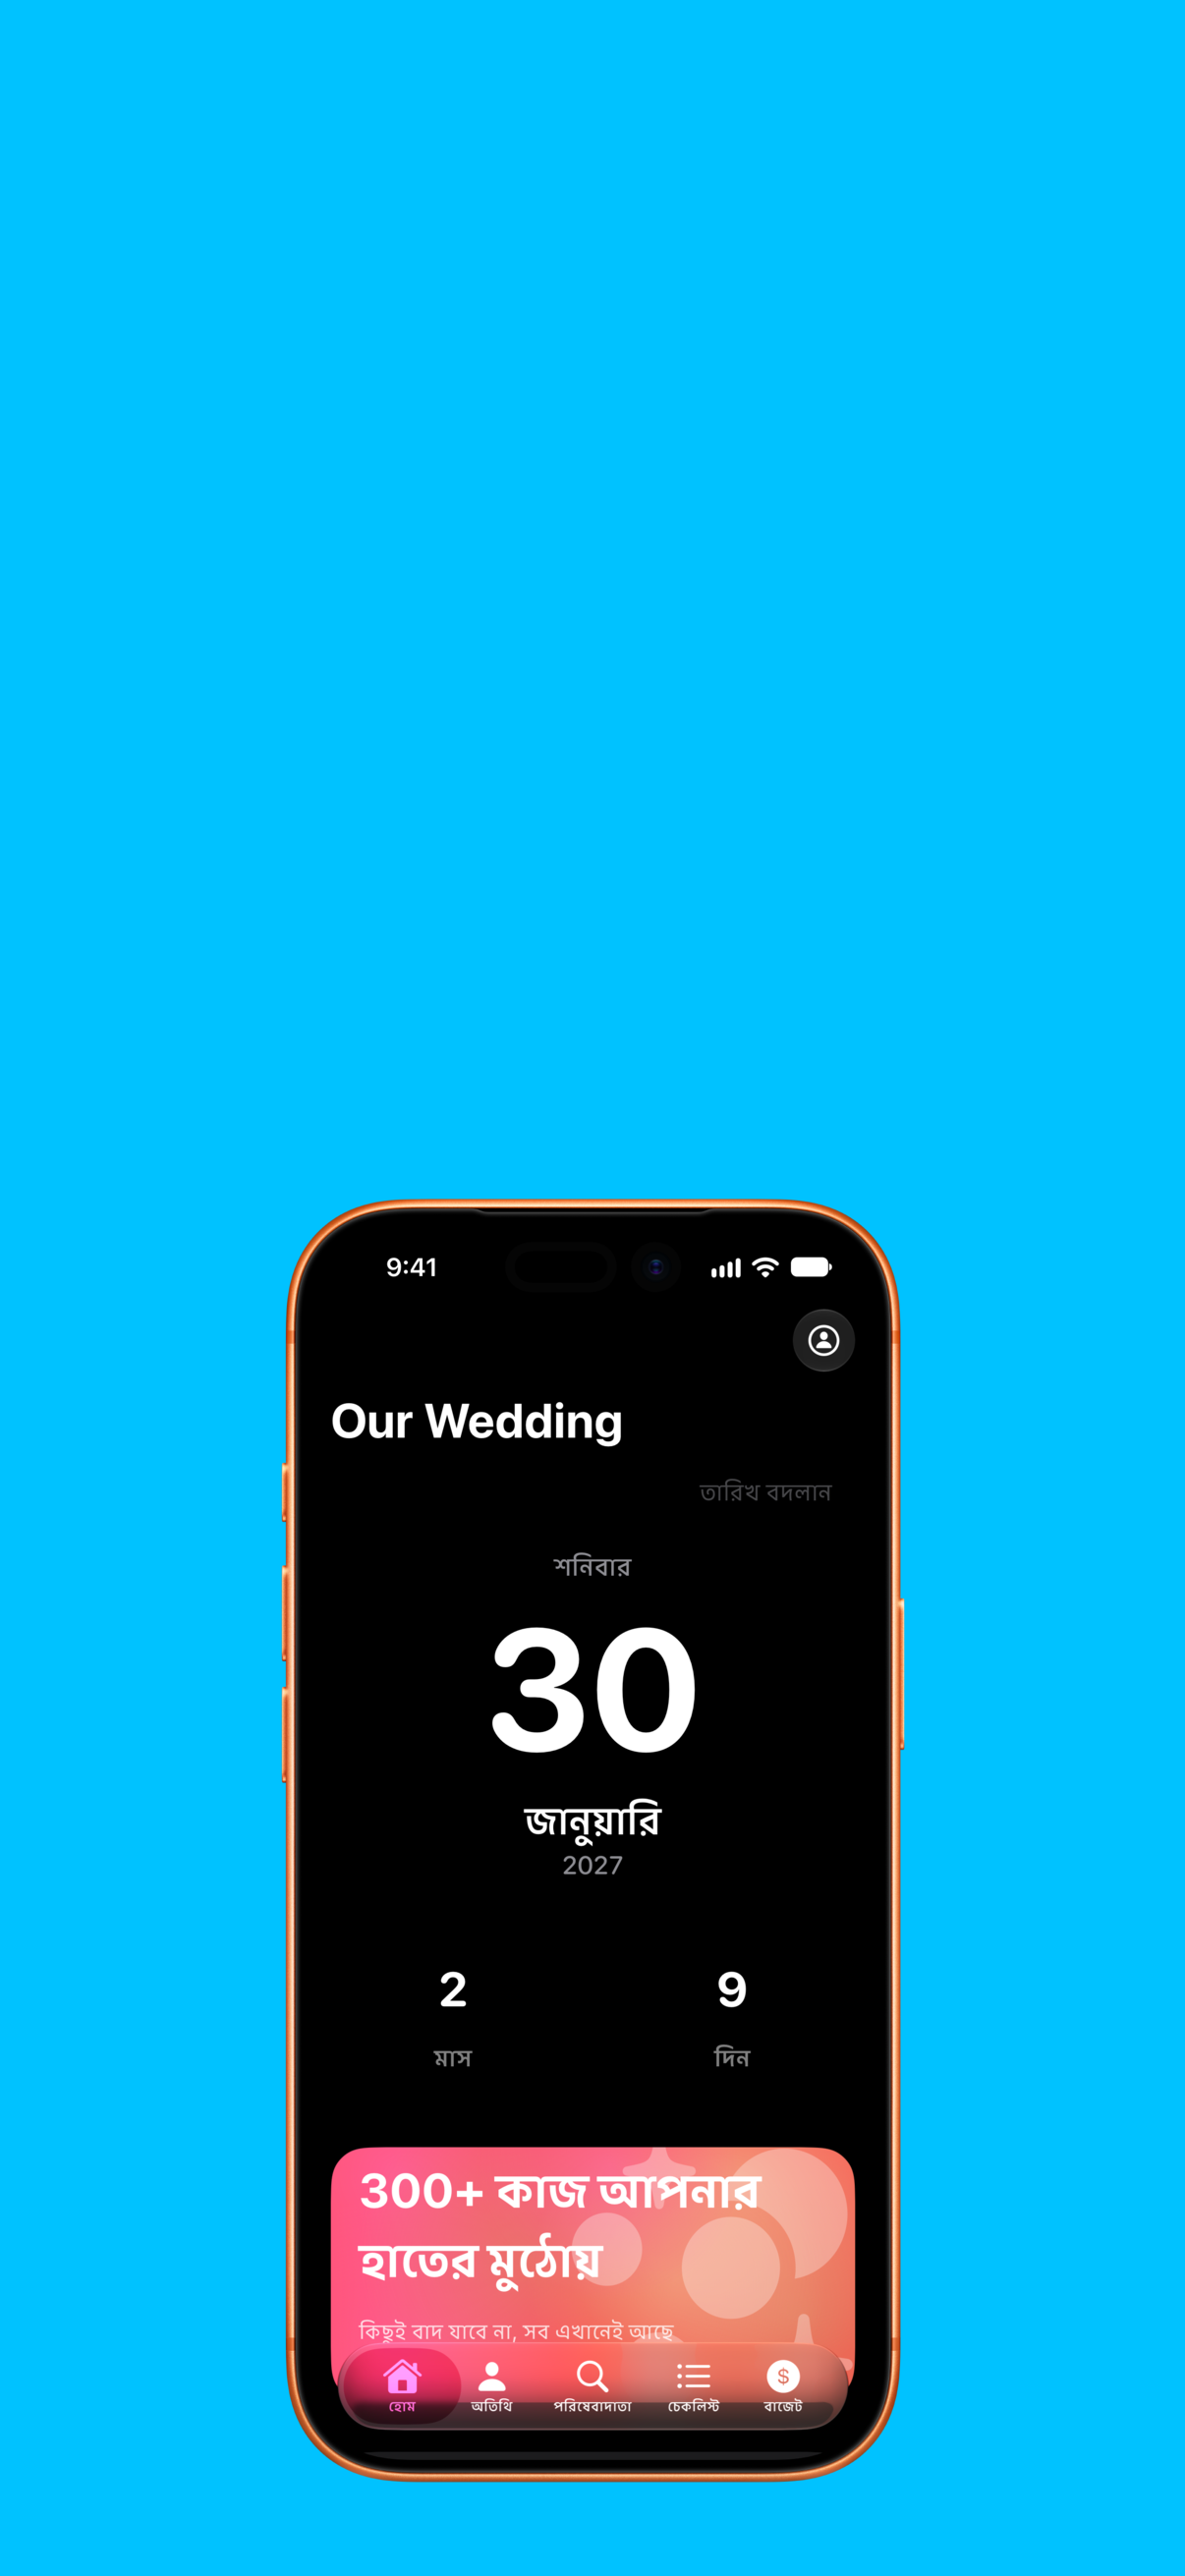 9:41
Our Wedding
তারিখ বদলান
শনিবার
30
জানুয়ারি
2027
2 9
মাস দিন
300+ কাজ আপনার
হাতের মুঠোয়
কিছুই বাদ যাবে না, সব এখানেই আছে
হোম অতিথি পরিষেবাদাতা চেকলিস্ট বাজেট